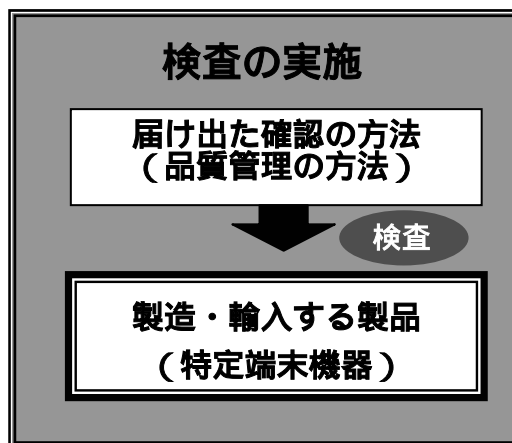 検査の実施
届け出た確認の方法
（品質管理の方法）
検査
製造・輸入する製品
（特定端末機器）